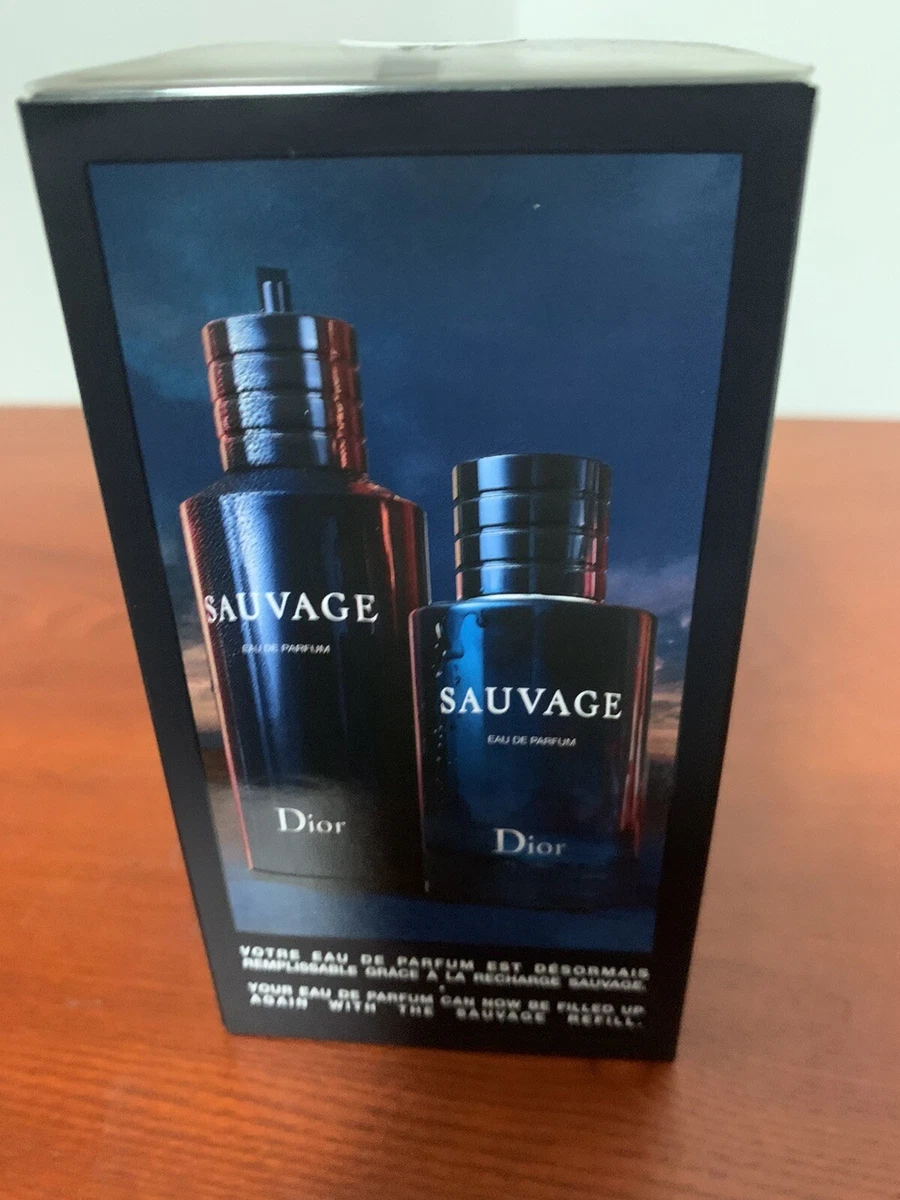 SAUVAGE
EAU DE PARFUM
Dior
SAUVAGE
EAU DE PARFUM
Dior
VOTRE EAU DE PARFUM EST DÉSORMAIS
REMPLISSABLE GRÂCE À LA RECHARGE SAUVAGE.
YOUR EAU DE PARFUM CAN NOW BE FILLED UP
AGAIN WITH THE SAUVAGE REFILL.